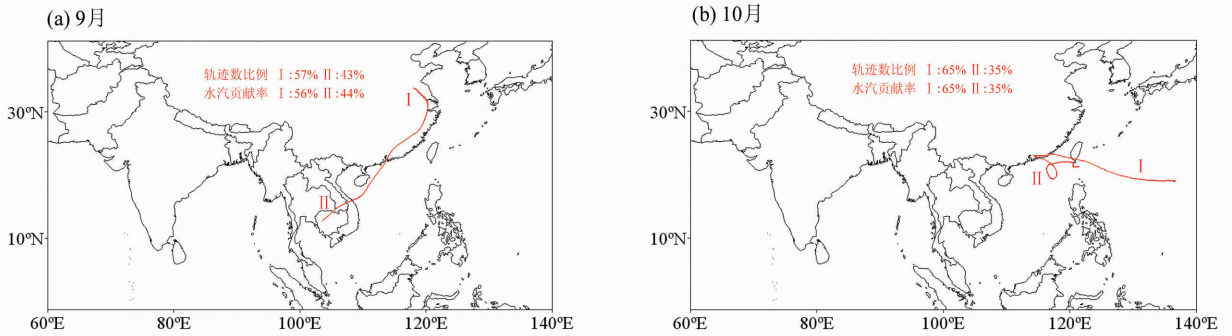 (a) 9月
轨迹数比例 Ⅰ:57% Ⅱ:43%
水汽贡献率 Ⅰ:56% Ⅱ:44%
Ⅰ
Ⅱ
30ºN
10ºN
60ºE 80ºE 100ºE 120ºE 140ºE
(b) 10月
轨迹数比例 Ⅰ:65% Ⅱ:35%
水汽贡献率 Ⅰ:65% Ⅱ:35%
Ⅰ
Ⅱ
30ºN
10ºN
60ºE 80ºE 100ºE 120ºE 140ºE